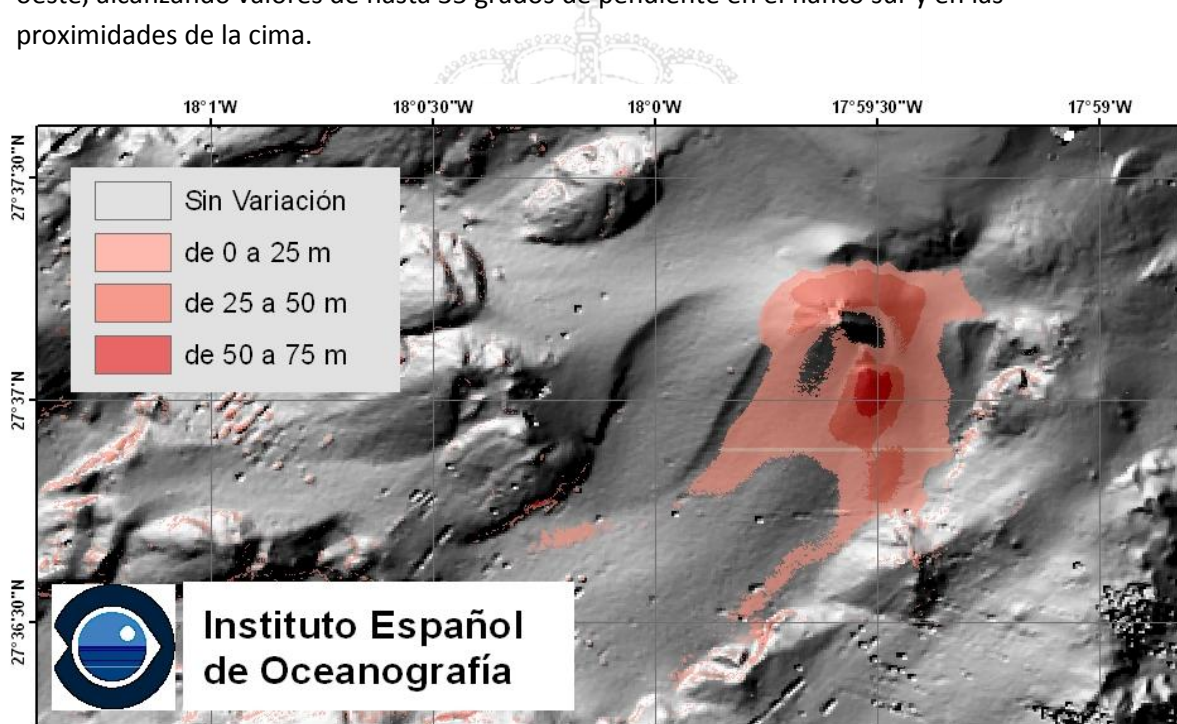 oeste, alcanzando valores de hasta 35 grados de pendiente en el flanco sur y en las
proximidades de la cima.
18°1'W 18°0'30"W 18°0'W 17°59'30"W 17°59'W
27°37'30"N
27°37'N
27°36'30"N
Sin Variación
de 0 a 25 m
de 25 a 50 m
de 50 a 75 m
Instituto Español
de Oceanografía